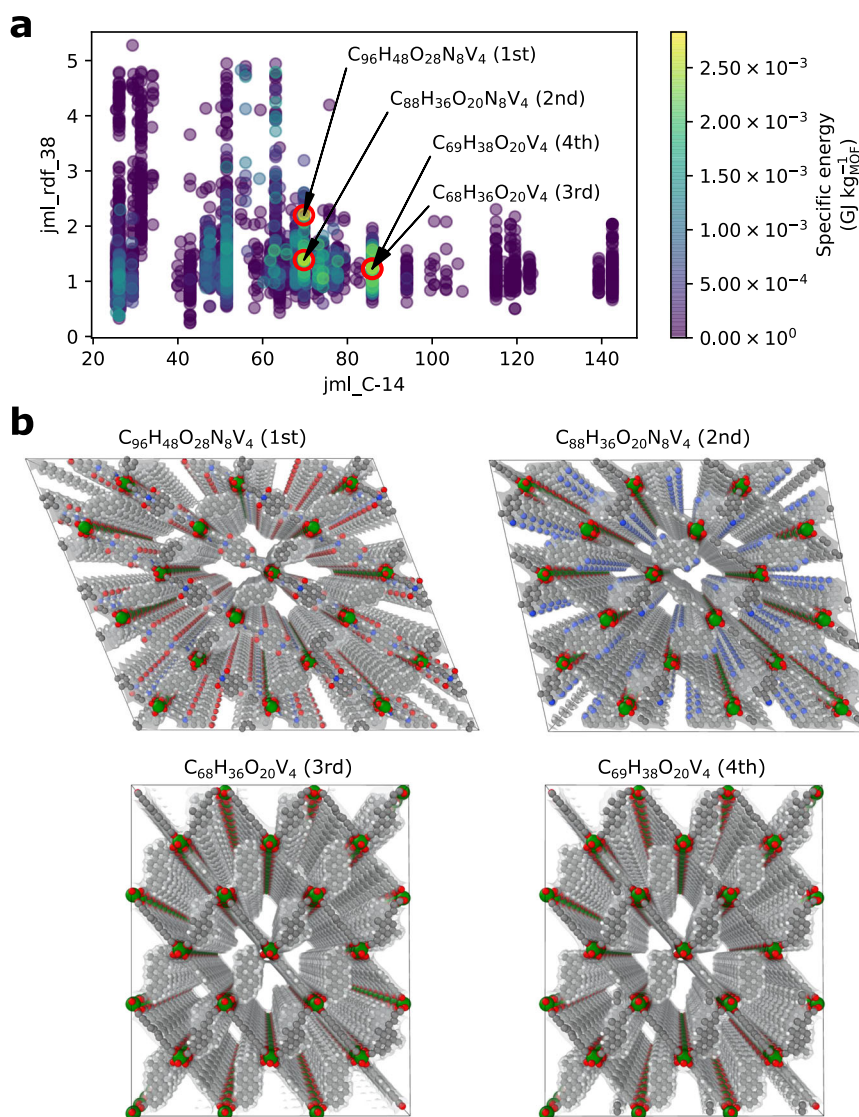 a
C₉₆H₄₈O₂₈N₈V₄ (1st)
C₈₈H₃₆O₂₀N₈V₄ (2nd)
C₆₉H₃₈O₂₀V₄ (4th)
C₆₈H₃₆O₂₀V₄ (3rd)
5
4
3
2
1
0
jml_rdf_38
20 40 60 80 100 120 140
jml_C-14
2.50 × 10⁻³
2.00 × 10⁻³
1.50 × 10⁻³
1.00 × 10⁻³
5.00 × 10⁻⁴
0.00 × 10⁰
Specific energy
(GJ kg⁻¹MOF)
b
C₉₆H₄₈O₂₈N₈V₄ (1st)
C₈₈H₃₆O₂₀N₈V₄ (2nd)
C₆₈H₃₆O₂₀V₄ (3rd)
C₆₉H₃₈O₂₀V₄ (4th)